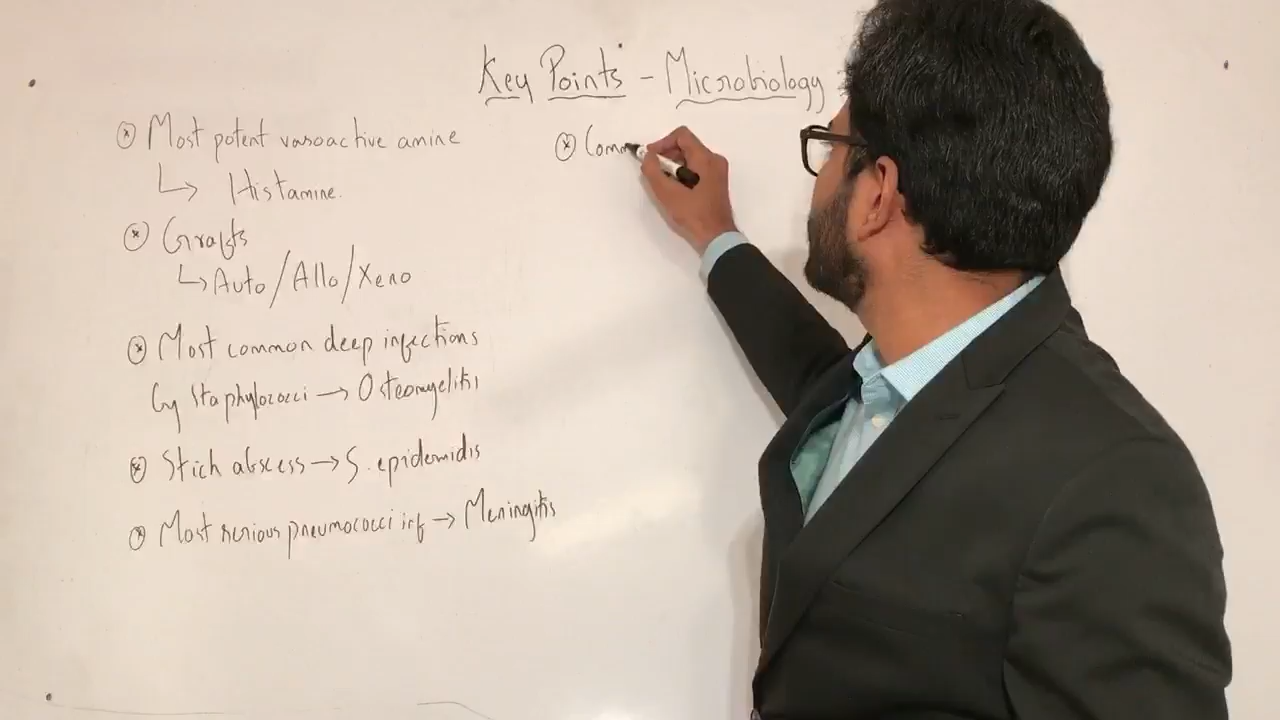 Key Points - Microbiology
⊛ Most potent vasoactive amine
↳ Histamine.
⊛ Grafts
↳ Auto/Allo/Xeno
⊛ Most common deep infections
by Staphylococci → Osteomyelitis
⊛ Stich abscess → S. epidemidis
⊛ Most serious pneumococci inf → Meningitis
⊛ Comm